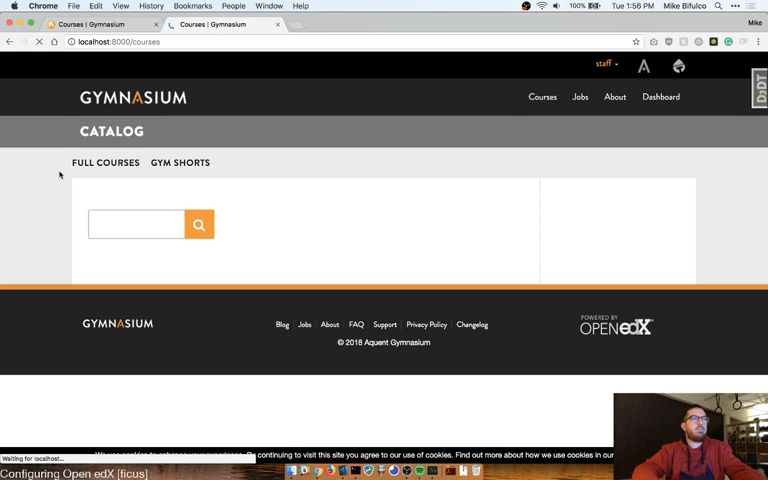 Chrome File Edit View History Bookmarks People Window Help 100% Tue 1:56 PM Mike Bifulco
Courses | Gymnasium Courses | Gymnasium Mike
localhost:8000/courses
staff
DjDT
GYMNASIUM Courses Jobs About Dashboard
CATALOG
FULL COURSES GYM SHORTS
GYMNASIUM Blog Jobs About FAQ Support Privacy Policy Changelog POWERED BY OPEN edX
© 2018 Aquent Gymnasium
continuing to visit this site you agree to our use of cookies. Find out more about how we use cookies in our
Waiting for localhost...
Configuring Open edX [ficus]